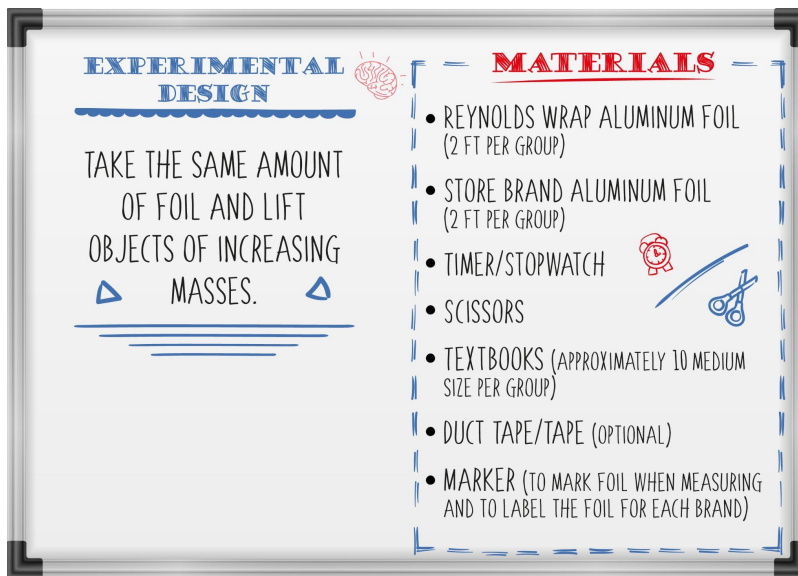 EXPERIMENTAL
DESIGN
TAKE THE SAME AMOUNT
OF FOIL AND LIFT
OBJECTS OF INCREASING
MASSES.
MATERIALS
• REYNOLDS WRAP ALUMINUM FOIL
(2 FT PER GROUP)
• STORE BRAND ALUMINUM FOIL
(2 FT PER GROUP)
• TIMER/STOPWATCH
• SCISSORS
• TEXTBOOKS (APPROXIMATELY 10 MEDIUM
SIZE PER GROUP)
• DUCT TAPE/TAPE (OPTIONAL)
• MARKER (TO MARK FOIL WHEN MEASURING
AND TO LABEL THE FOIL FOR EACH BRAND)